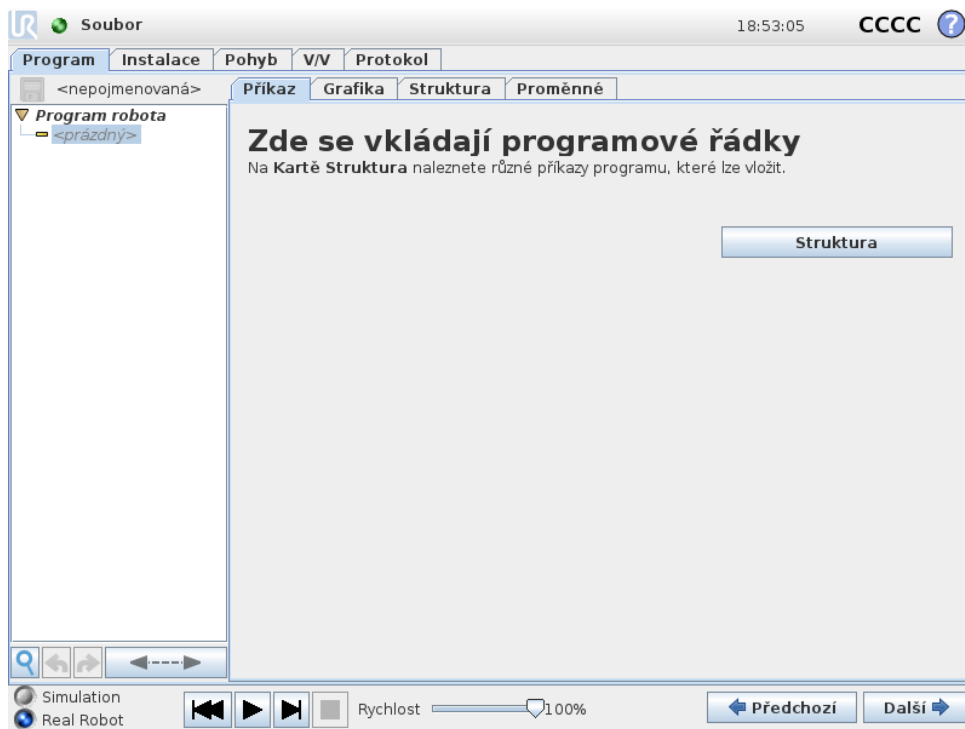 UR Soubor 18:53:05 CCCC ?
Program Instalace Pohyb V/V Protokol
<nepojmenovaná> Příkaz Grafika Struktura Proměnné
Program robota
<prázdný>
Zde se vkládají programové řádky
Na Kartě Struktura naleznete různé příkazy programu, které lze vložit.
Struktura
Simulation
Real Robot
Rychlost 100%
Předchozí Další